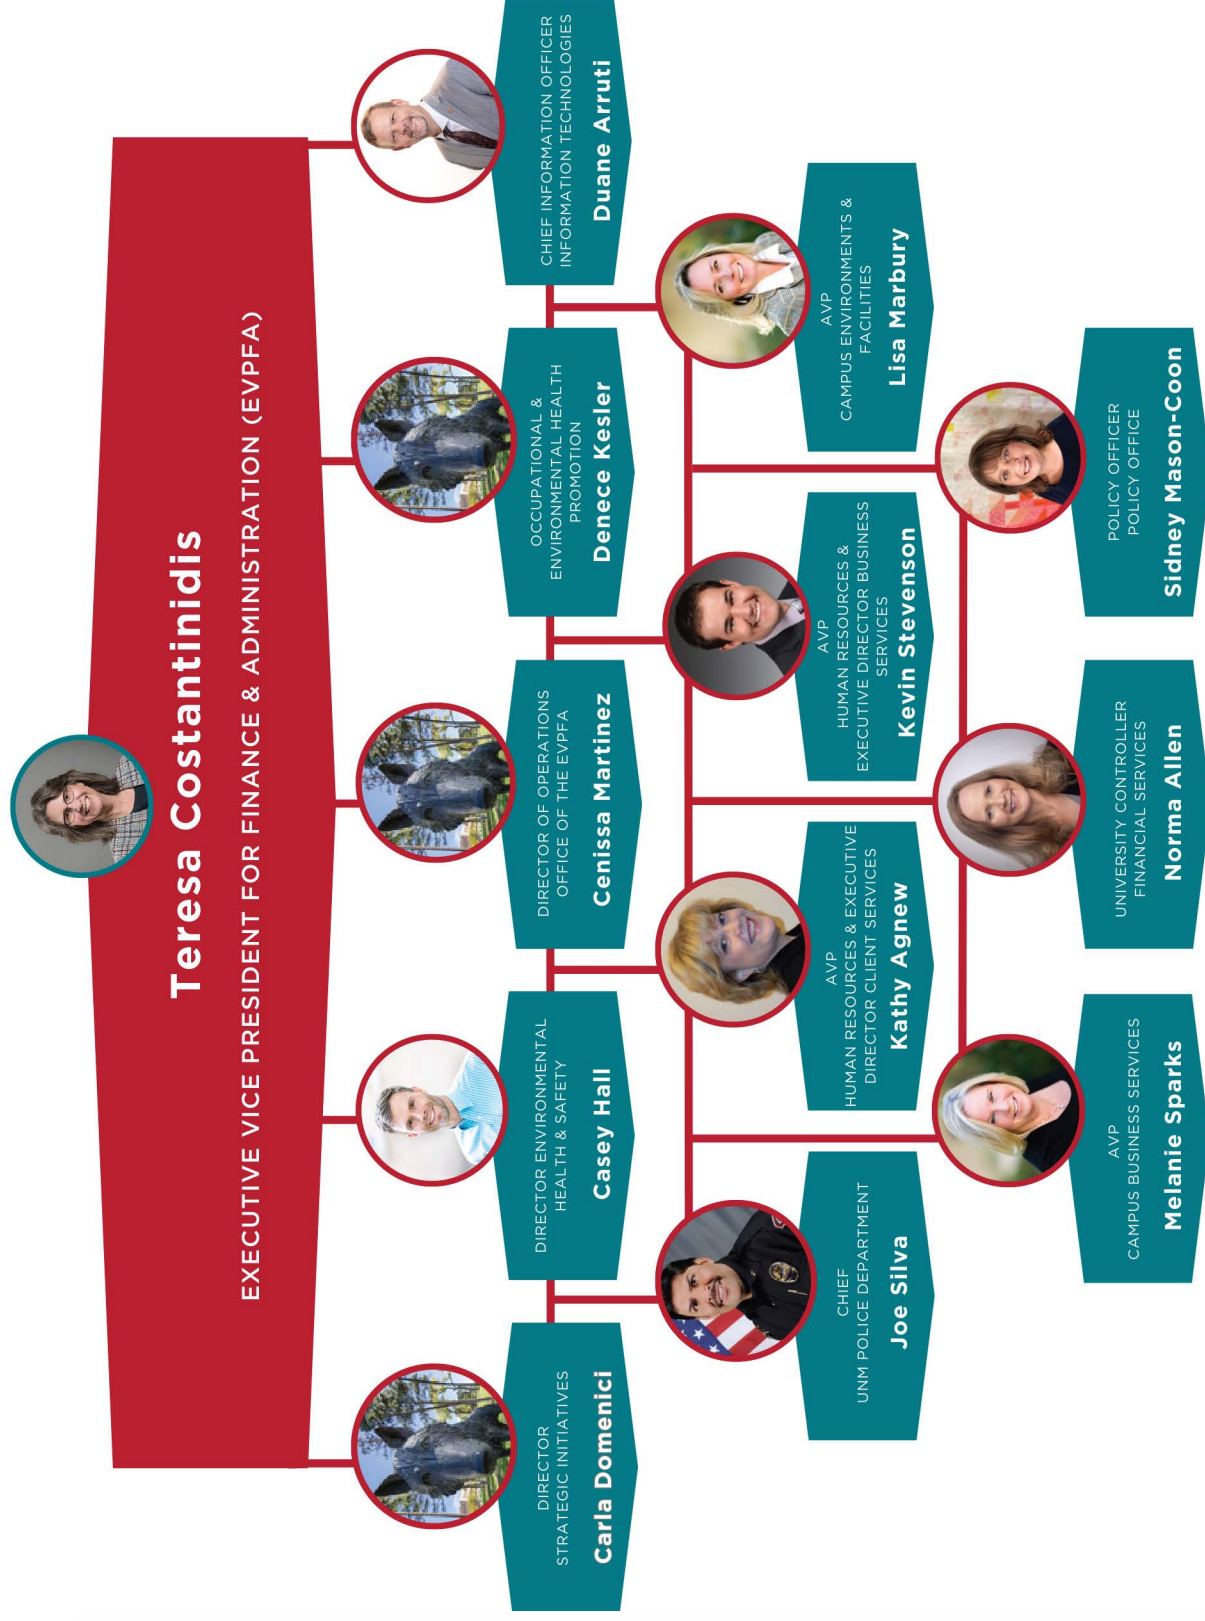 Teresa Costantinidis
EXECUTIVE VICE PRESIDENT FOR FINANCE & ADMINISTRATION (EVPFA)
DIRECTOR
STRATEGIC INITIATIVES
Carla Domenici
DIRECTOR ENVIRONMENTAL
HEALTH & SAFETY
Casey Hall
DIRECTOR OF OPERATIONS
OFFICE OF THE EVPFA
Cenissa Martinez
OCCUPATIONAL &
ENVIRONMENTAL HEALTH
PROMOTION
Denece Kesler
CHIEF INFORMATION OFFICER
INFORMATION TECHNOLOGIES
Duane Arruti
CHIEF
UNM POLICE DEPARTMENT
Joe Silva
AVP
HUMAN RESOURCES & EXECUTIVE
DIRECTOR CLIENT SERVICES
Kathy Agnew
AVP
HUMAN RESOURCES &
EXECUTIVE DIRECTOR BUSINESS
SERVICES
Kevin Stevenson
AVP
CAMPUS ENVIRONMENTS &
FACILITIES
Lisa Marbury
AVP
CAMPUS BUSINESS SERVICES
Melanie Sparks
UNIVERSITY CONTROLLER
FINANCIAL SERVICES
Norma Allen
POLICY OFFICER
POLICY OFFICE
Sidney Mason-Coon